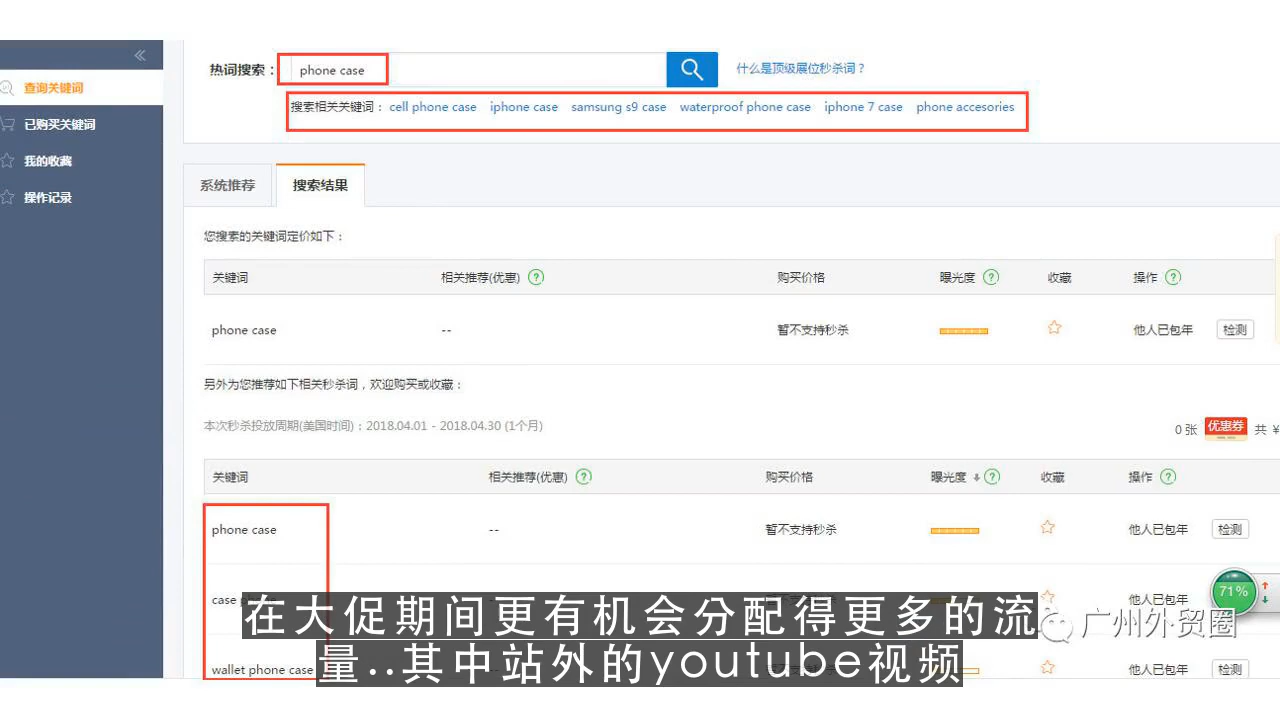 热词搜索：
phone case
什么是顶级展位秒杀词？
查询关键词
搜索相关关键词： cell phone case iphone case samsung s9 case waterproof phone case iphone 7 case phone accesories
已购买关键词
我的收藏
操作记录
系统推荐 搜索结果
您搜索的关键词定价如下：
关键词 相关推荐(优惠) ? 购买价格 曝光度 ? 收藏 操作 ?
phone case -- 暂不支持秒杀 他人已包年 检测
另外为您推荐如下相关秒杀词，欢迎购买或收藏：
本次秒杀投放周期(美国时间)：2018.04.01 - 2018.04.30 (1个月)
0 张 优惠券 共 ¥
关键词 相关推荐(优惠) ? 购买价格 曝光度 ? 收藏 操作 ?
phone case -- 暂不支持秒杀 他人已包年 检测
case 他人已包年
71%
广州外贸圈
wallet phone case 他人已包年 检测
在大促期间更有机会分配得更多的流
量..其中站外的youtube视频